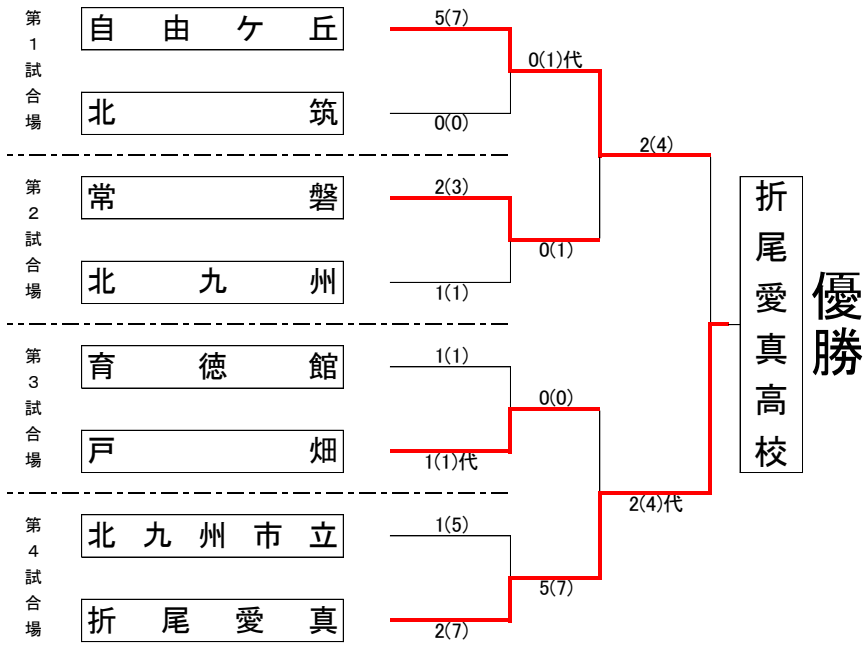 第1試合場
自由ケ丘
5(7)
北筑
0(0)
0(1)代
第2試合場
常磐
2(3)
北九州
1(1)
0(1)
2(4)
第3試合場
育徳館
1(1)
戸畑
1(1)代
0(0)
第4試合場
北九州市立
1(5)
折尾愛真
2(7)
5(7)
2(4)代
折尾愛真高校
優勝